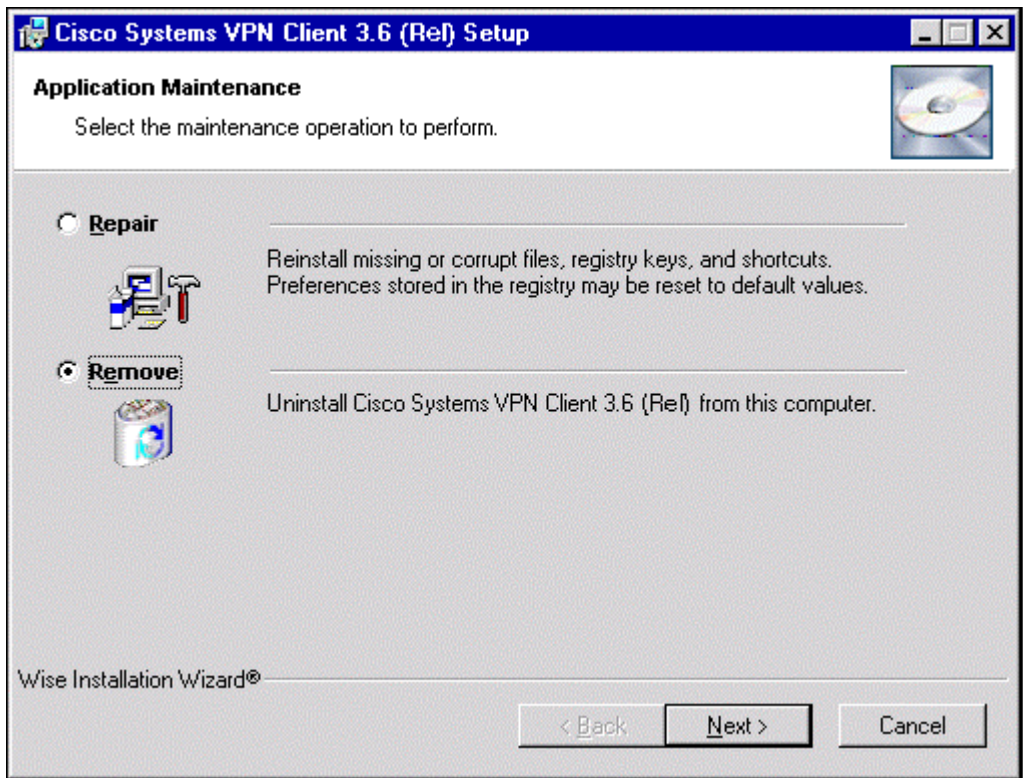 Cisco Systems VPN Client 3.6 (Rel) Setup
Application Maintenance
Select the maintenance operation to perform.
Repair
Reinstall missing or corrupt files, registry keys, and shortcuts.
Preferences stored in the registry may be reset to default values.
Remove
Uninstall Cisco Systems VPN Client 3.6 (Rel) from this computer.
Wise Installation Wizard®
< Back
Next >
Cancel